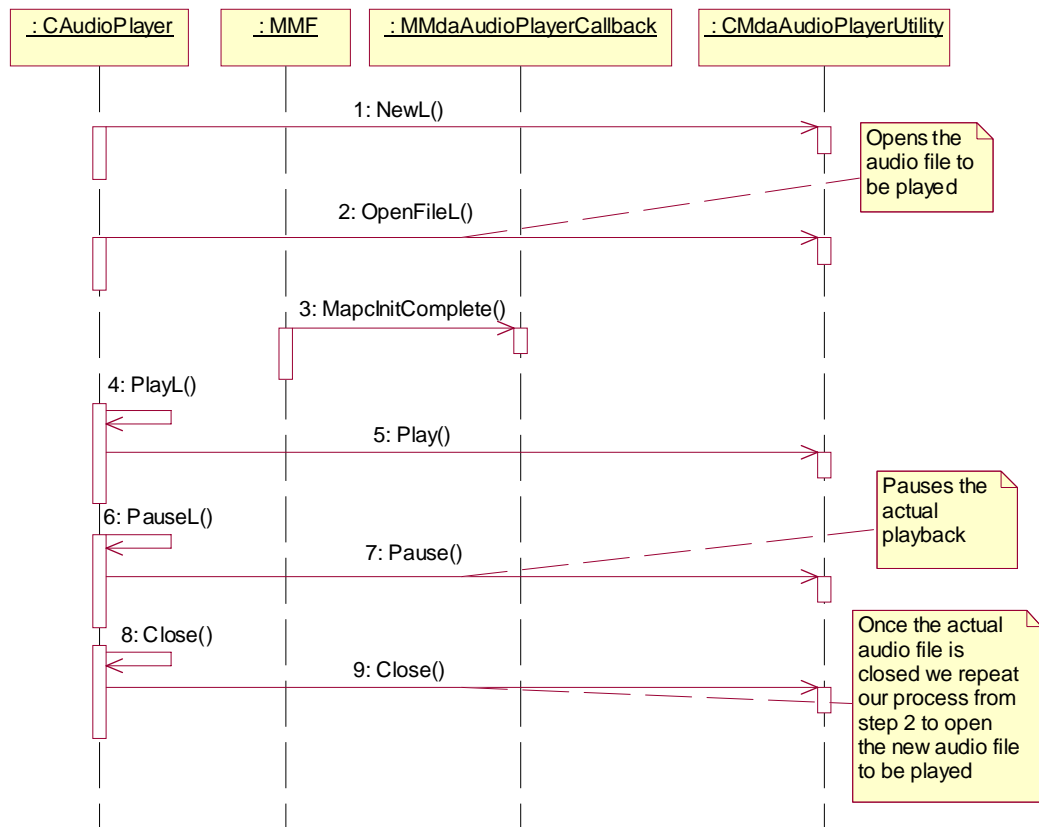 : CAudioPlayer
: MMF
: MMdaAudioPlayerCallback
: CMdaAudioPlayerUtility
1: NewL()
Opens the
audio file to
be played
2: OpenFileL()
3: MapcInitComplete()
4: PlayL()
5: Play()
Pauses the
actual
playback
6: PauseL()
7: Pause()
8: Close()
Once the actual
audio file is
closed we repeat
our process from
step 2 to open
the new audio file
to be played
9: Close()